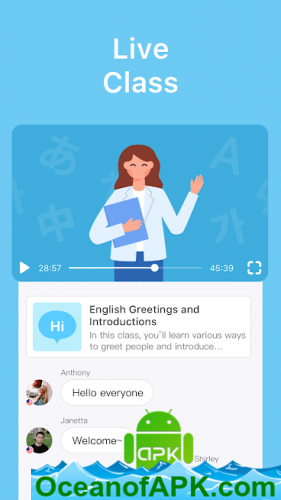 Live
Class
あ
A
中
가
28:57
45:39
Hi
English Greetings and
Introductions
In this class, you'll learn various ways
to greet people and introduce...
Anthony
Hello everyone
Janetta
Welcome~
Shirley
APK
OceanofAPK.com